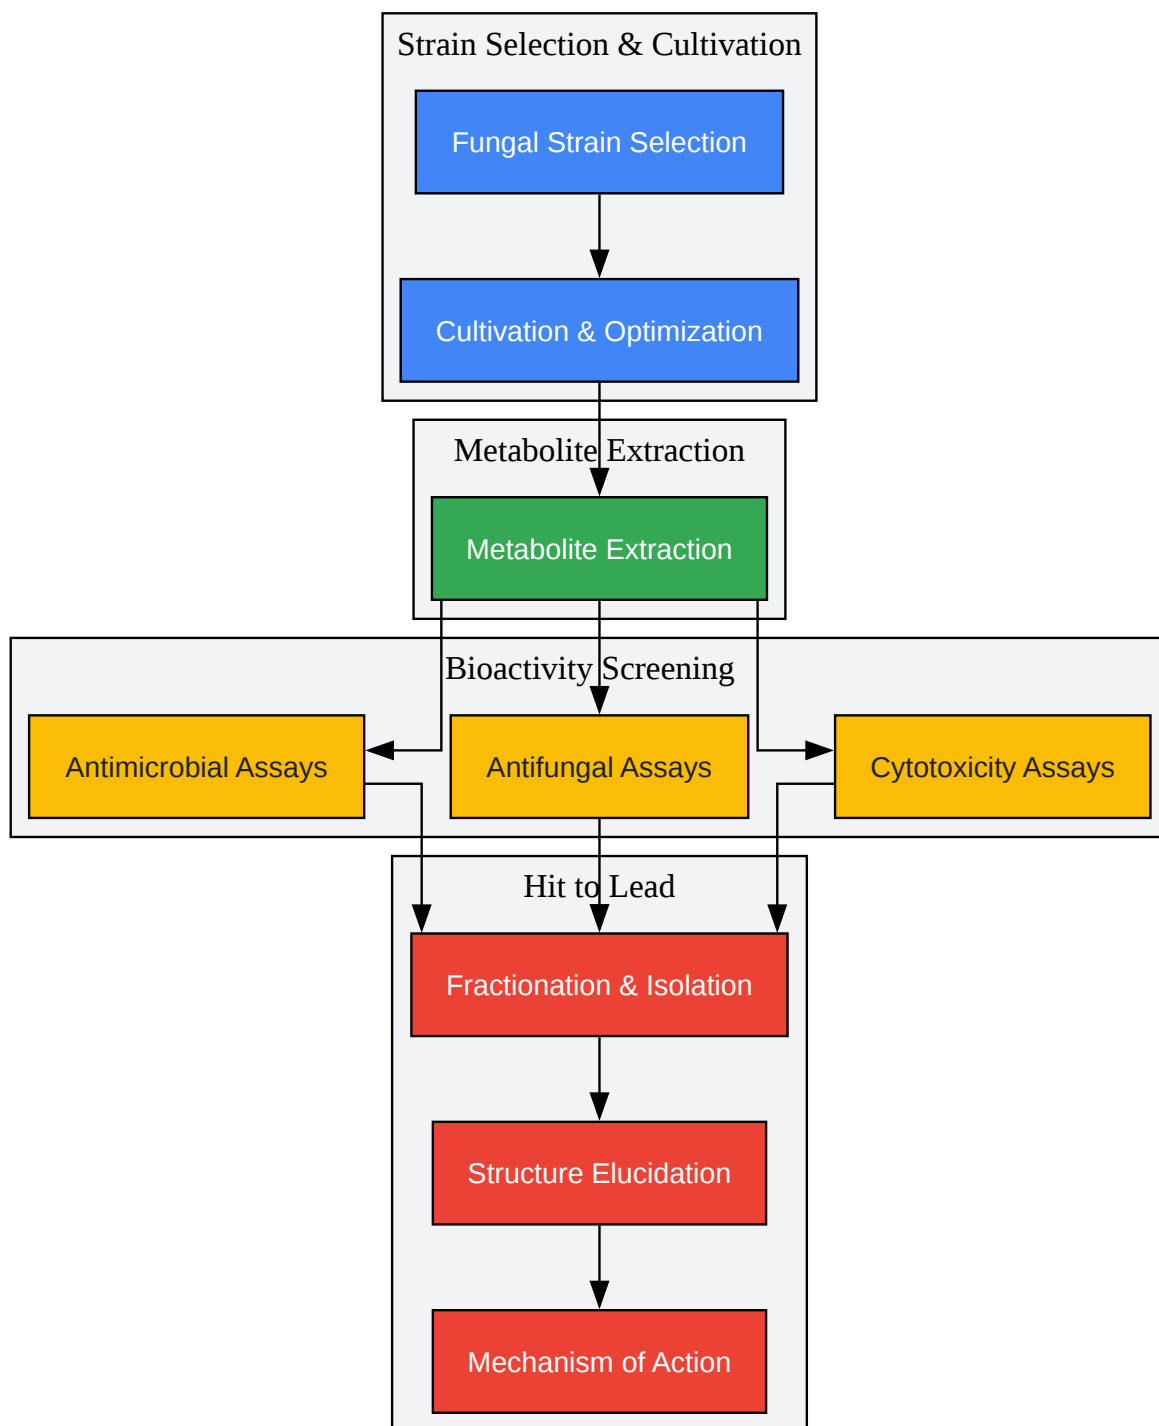 Strain Selection & Cultivation
Fungal Strain Selection
Cultivation & Optimization
Metabolite Extraction
Metabolite Extraction
Bioactivity Screening
Antimicrobial Assays
Antifungal Assays
Cytotoxicity Assays
Hit to Lead
Fractionation & Isolation
Structure Elucidation
Mechanism of Action